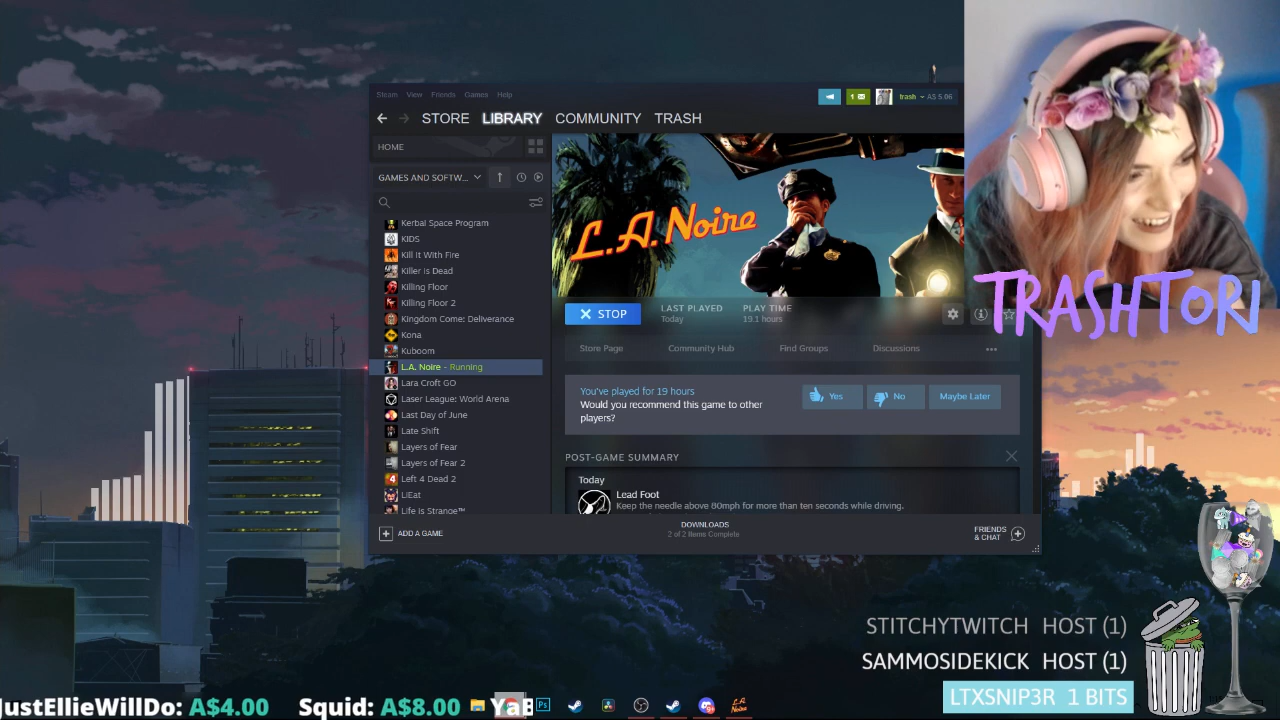 Steam View Friends Games Help
1
trash
A$ 5.06
STORE LIBRARY COMMUNITY TRASH
HOME
GAMES AND SOFTW...
Kerbal Space Program
KIDS
Kill It With Fire
Killer is Dead
Killing Floor
Killing Floor 2
Kingdom Come: Deliverance
Kona
Kuboom
L.A. Noire - Running
Lara Croft GO
Laser League: World Arena
Last Day of June
Late Shift
Layers of Fear
Layers of Fear 2
Left 4 Dead 2
LiEat
Life is Strange™
L.A. Noire
STOP
LAST PLAYED
Today
PLAY TIME
19.1 hours
Store Page Community Hub Find Groups Discussions
You've played for 19 hours
Would you recommend this game to other
players?
Yes No Maybe Later
POST-GAME SUMMARY
Today
Lead Foot
Keep the needle above 80mph for more than ten seconds while driving.
ADD A GAME
DOWNLOADS
2 of 2 Items Complete
FRIENDS
& CHAT
TRASHTORI
STITCHYTWITCH HOST (1)
SAMMOSIDEKICK HOST (1)
LTXSNIP3R 1 BITS
JustEllieWillDo: A$4.00 Squid: A$8.00